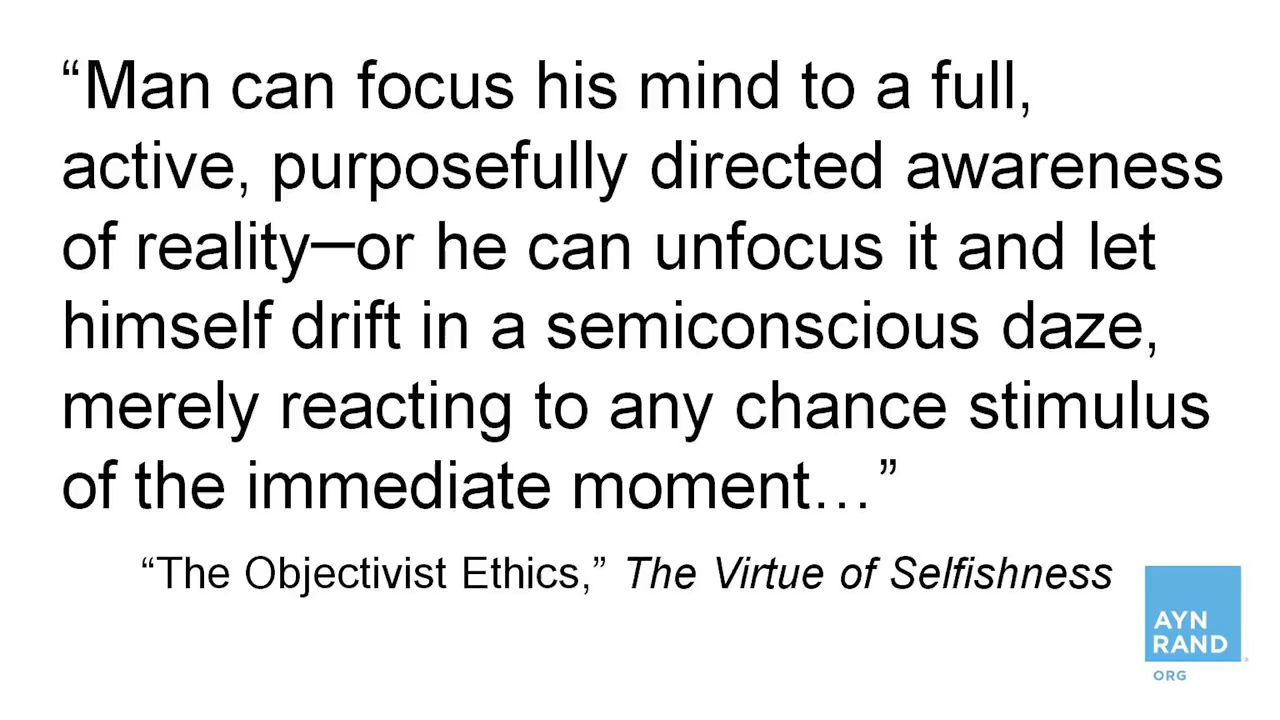 “Man can focus his mind to a full,
active, purposefully directed awareness
of reality—or he can unfocus it and let
himself drift in a semiconscious daze,
merely reacting to any chance stimulus
of the immediate moment…”
“The Objectivist Ethics,” The Virtue of Selfishness
AYN
RAND
ORG